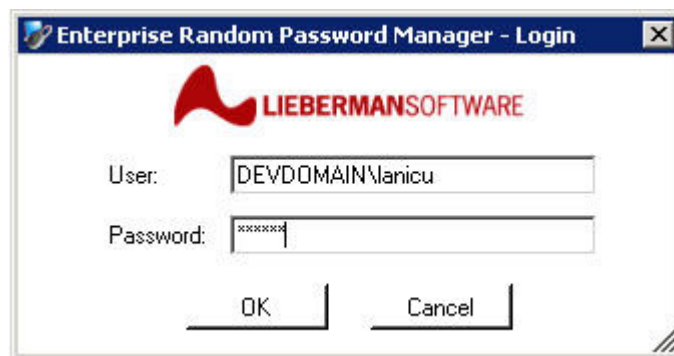 Enterprise Random Password Manager - Login
LIEBERMANSOFTWARE
User: DEVDOMAIN\lanicu
Password: ******
OK Cancel